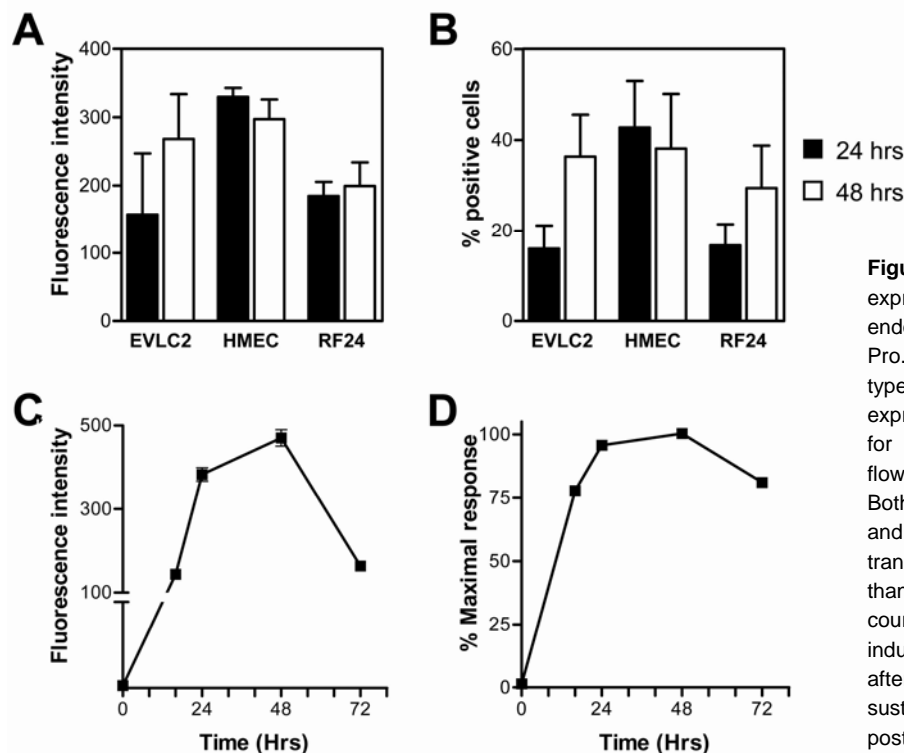 A
Fluorescence intensity
400
300
200
100
0
EVLC2 HMEC RF24
B
% positive cells
60
40
20
0
EVLC2 HMEC RF24
24 hrs
48 hrs
C
Fluorescence intensity
500
300
100
0 24 48 72
Time (Hrs)
D
% Maximal response
100
75
50
25
0
0 24 48 72
Time (Hrs)
Figu
expr
endo
Pro.
type
expr
for
flow
Both
and
tran
than
cour
indu
afte
sust
post